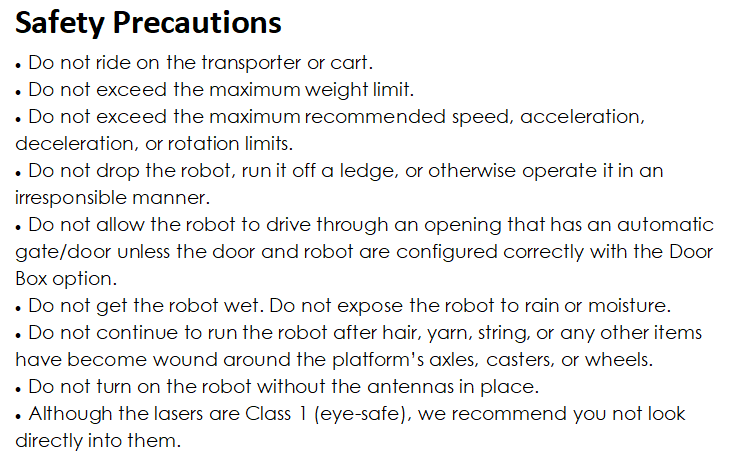 Safety Precautions
• Do not ride on the transporter or cart.
• Do not exceed the maximum weight limit.
• Do not exceed the maximum recommended speed, acceleration,
deceleration, or rotation limits.
• Do not drop the robot, run it off a ledge, or otherwise operate it in an
irresponsible manner.
• Do not allow the robot to drive through an opening that has an automatic
gate/door unless the door and robot are configured correctly with the Door
Box option.
• Do not get the robot wet. Do not expose the robot to rain or moisture.
• Do not continue to run the robot after hair, yarn, string, or any other items
have become wound around the platform's axles, casters, or wheels.
• Do not turn on the robot without the antennas in place.
• Although the lasers are Class 1 (eye-safe), we recommend you not look
directly into them.